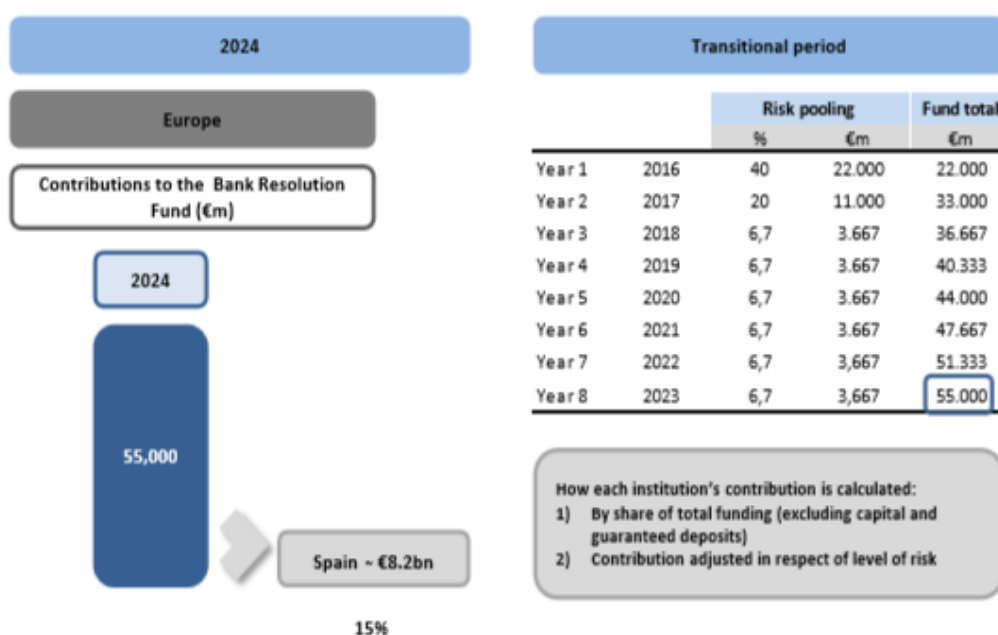 2024
Europe
Contributions to the Bank Resolution
Fund (€m)
2024
55,000
Spain ~ €8.2bn
15%
Transitional period
Risk pooling Fund total
% €m €m
Year 1 2016 40 22.000 22.000
Year 2 2017 20 11.000 33.000
Year 3 2018 6,7 3.667 36.667
Year 4 2019 6,7 3.667 40.333
Year 5 2020 6,7 3.667 44.000
Year 6 2021 6,7 3.667 47.667
Year 7 2022 6,7 3,667 51.333
Year 8 2023 6,7 3,667 55.000
How each institution's contribution is calculated:
1) By share of total funding (excluding capital and
guaranteed deposits)
2) Contribution adjusted in respect of level of risk